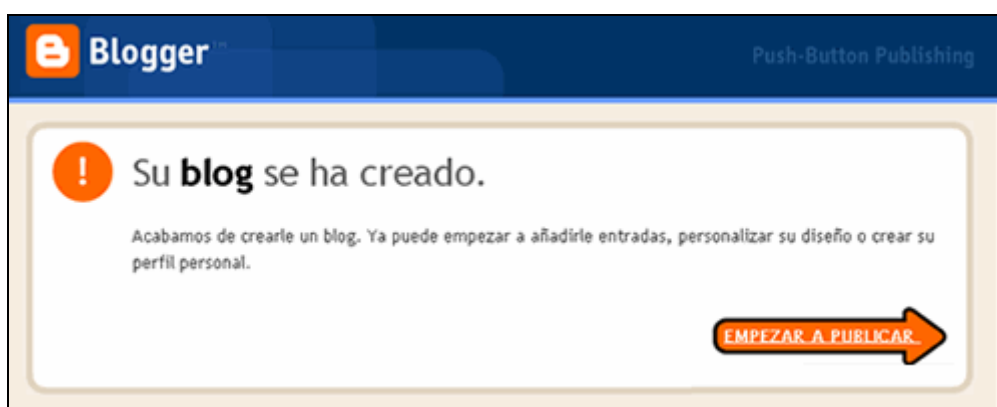 Blogger™
Push-Button Publishing
Su blog se ha creado.
Acabamos de crearle un blog. Ya puede empezar a añadirle entradas, personalizar su diseño o crear su
perfil personal.
EMPEZAR A PUBLICAR